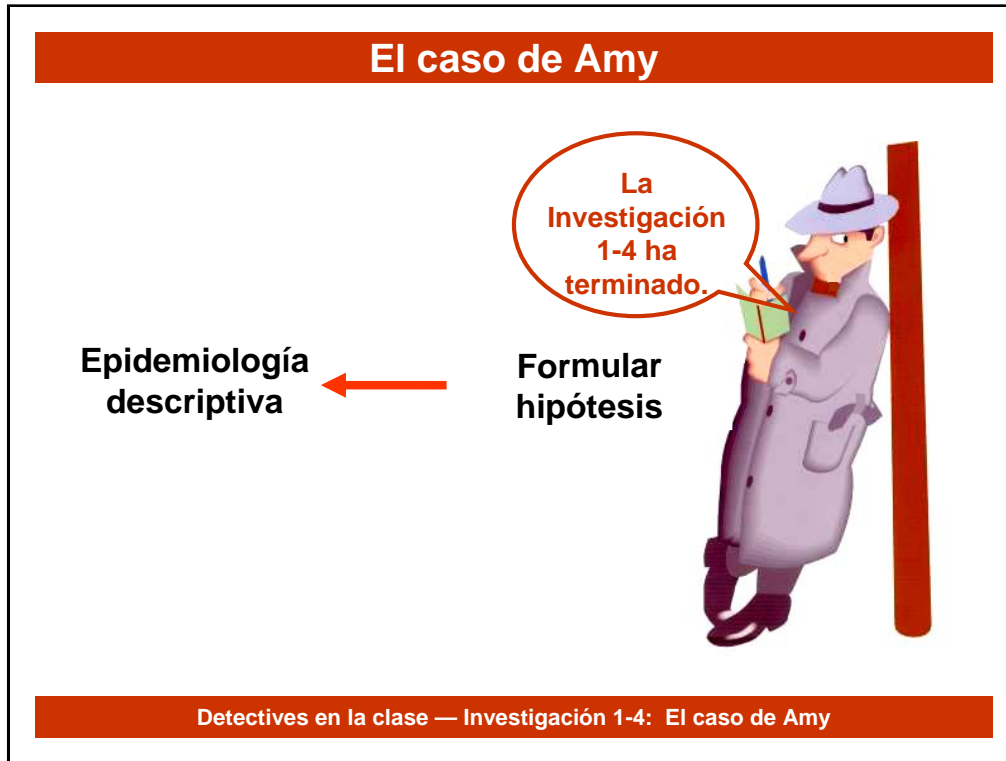 El caso de Amy
La
Investigación
1-4 ha
terminado.
Epidemiología
descriptiva
Formular
hipótesis
Detectives en la clase — Investigación 1-4: El caso de Amy